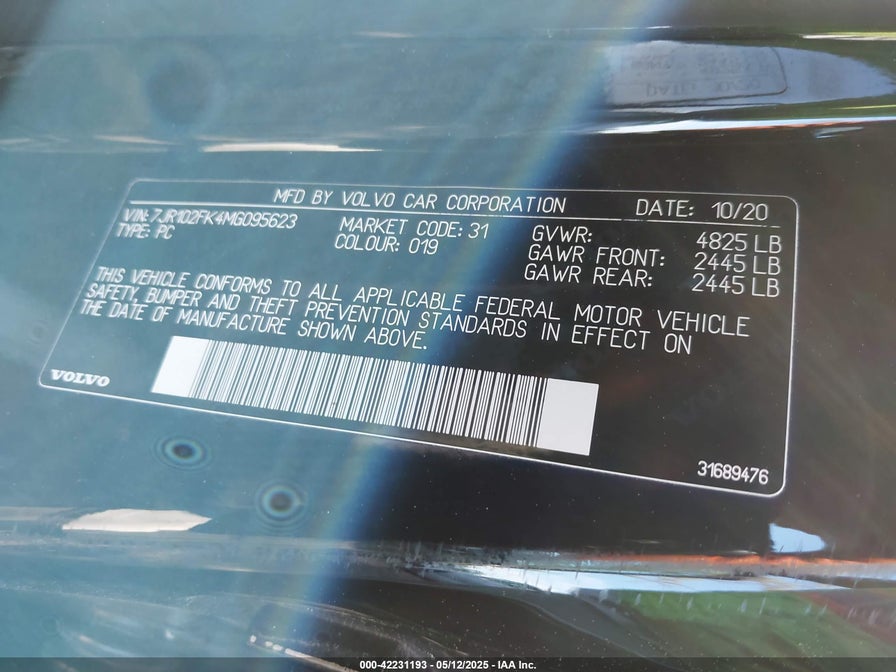 MFD BY VOLVO CAR CORPORATION DATE: 10/20
VIN: 7JR102FK4MG095623 MARKET CODE: 31 GVWR: 4825 LB
TYPE: PC COLOUR: 019 GAWR FRONT: 2445 LB
GAWR REAR: 2445 LB
THIS VEHICLE CONFORMS TO ALL APPLICABLE FEDERAL MOTOR VEHICLE
SAFETY, BUMPER AND THEFT PREVENTION STANDARDS IN EFFECT ON
THE DATE OF MANUFACTURE SHOWN ABOVE.
VOLVO
31689476
000-42231193 - 05/12/2025 - IAA Inc.